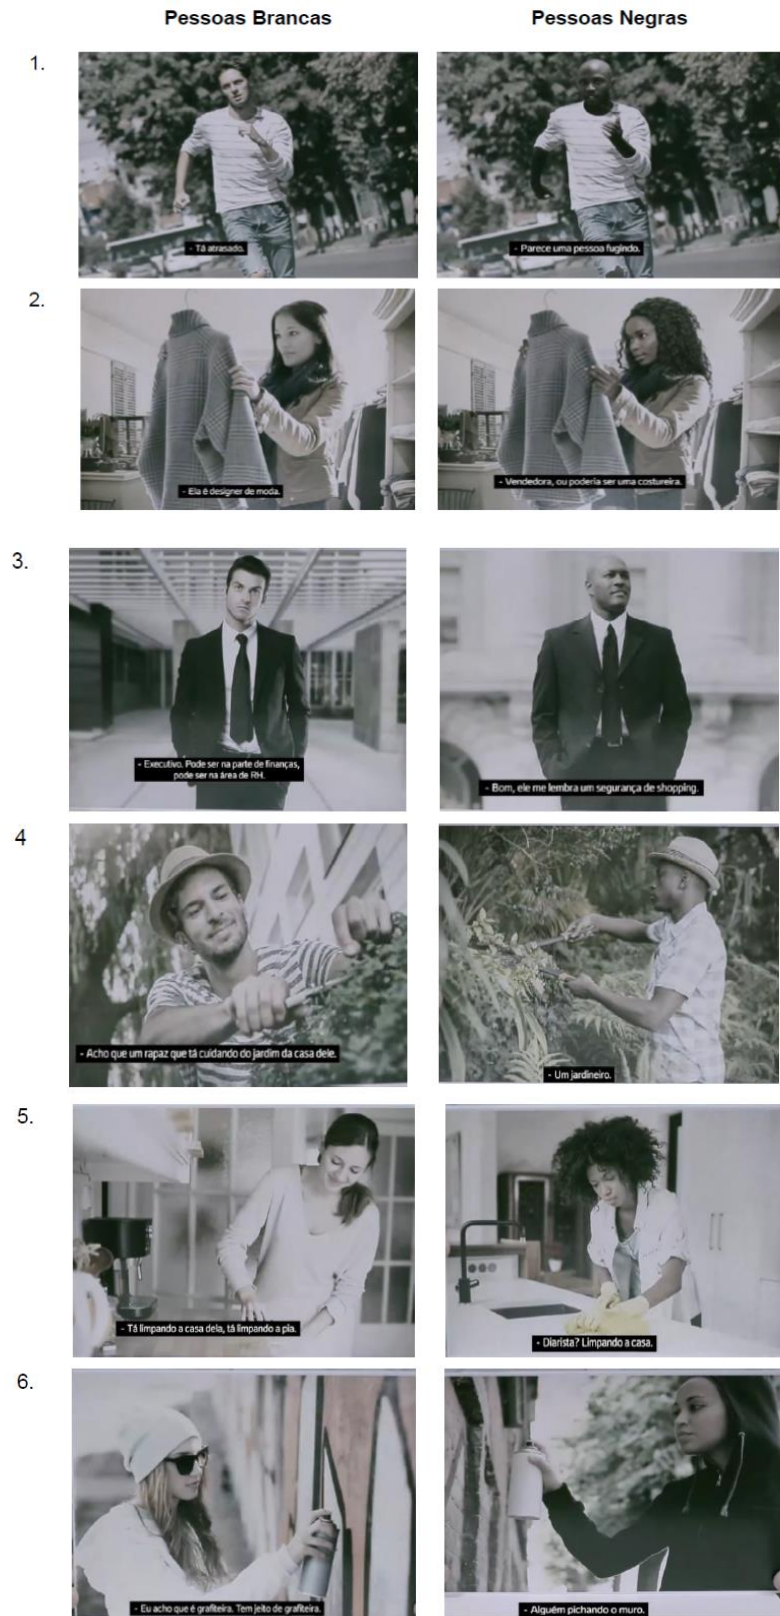 Pessoas Brancas
Pessoas Negras
1.
- Tá atrasado.
- Parece uma pessoa fugindo.
2.
- Ela é designer de moda.
- Vendedora, ou poderia ser uma costureira.
3.
- Executivo. Pode ser na parte de finanças,
pode ser na área de RH.
- Bom, ele me lembra um segurança de shopping.
4
- Acho que um rapaz que tá cuidando do jardim da casa dele.
- Um jardineiro.
5.
- Tá limpando a casa dela, tá limpando a pia.
- Diarista? Limpando a casa.
6.
- Eu acho que é grafiteira. Tem jeito de grafiteira.
- Alguém pichando o muro.